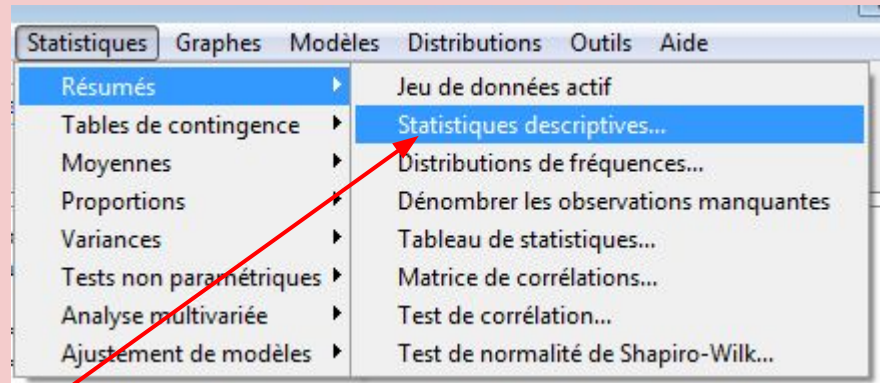 Statistiques Graphes Modèles Distributions Outils Aide
Résumés
Tables de contingence
Moyennes
Proportions
Variances
Tests non paramétriques
Analyse multivariée
Ajustement de modèles
Jeu de données actif
Statistiques descriptives...
Distributions de fréquences...
Dénombrer les observations manquantes
Tableau de statistiques...
Matrice de corrélations...
Test de corrélation...
Test de normalité de Shapiro-Wilk...